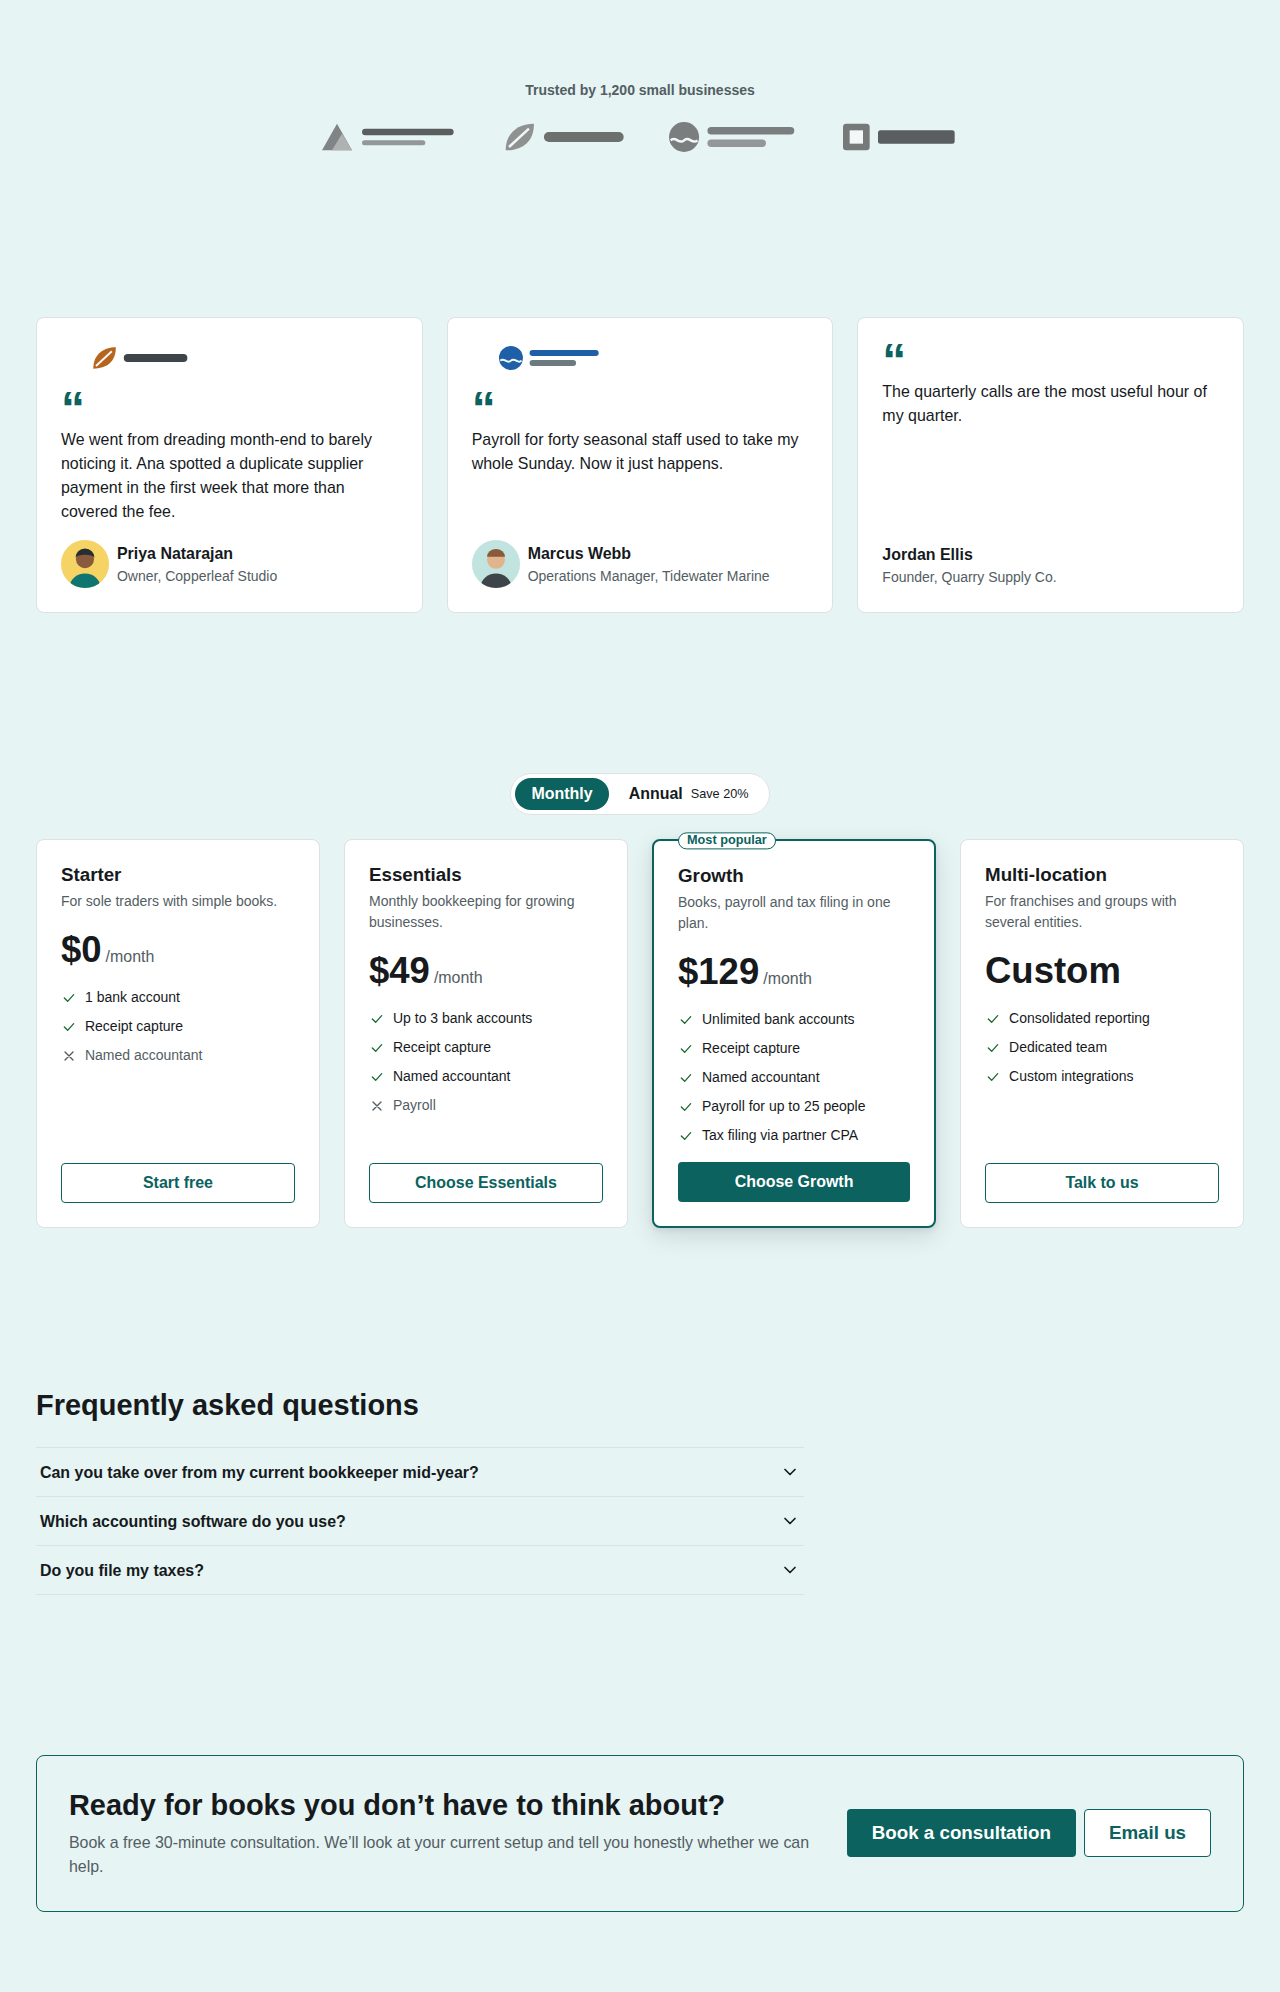 Trusted by 1,200 small businesses
“
We went from dreading month-end to barely
noticing it. Ana spotted a duplicate supplier
payment in the first week that more than
covered the fee.
Priya Natarajan
Owner, Copperleaf Studio
“
Payroll for forty seasonal staff used to take my
whole Sunday. Now it just happens.
Marcus Webb
Operations Manager, Tidewater Marine
“
The quarterly calls are the most useful hour of
my quarter.
Jordan Ellis
Founder, Quarry Supply Co.
Monthly
Annual Save 20%
Starter
For sole traders with simple books.
$0 /month
1 bank account
Receipt capture
Named accountant
Start free
Essentials
Monthly bookkeeping for growing
businesses.
$49 /month
Up to 3 bank accounts
Receipt capture
Named accountant
Payroll
Choose Essentials
Most popular
Growth
Books, payroll and tax filing in one
plan.
$129 /month
Unlimited bank accounts
Receipt capture
Named accountant
Payroll for up to 25 people
Tax filing via partner CPA
Choose Growth
Multi-location
For franchises and groups with
several entities.
Custom
Consolidated reporting
Dedicated team
Custom integrations
Talk to us
Frequently asked questions
Can you take over from my current bookkeeper mid-year?
Which accounting software do you use?
Do you file my taxes?
Ready for books you don’t have to think about?
Book a free 30-minute consultation. We’ll look at your current setup and tell you honestly whether we can
help.
Book a consultation
Email us